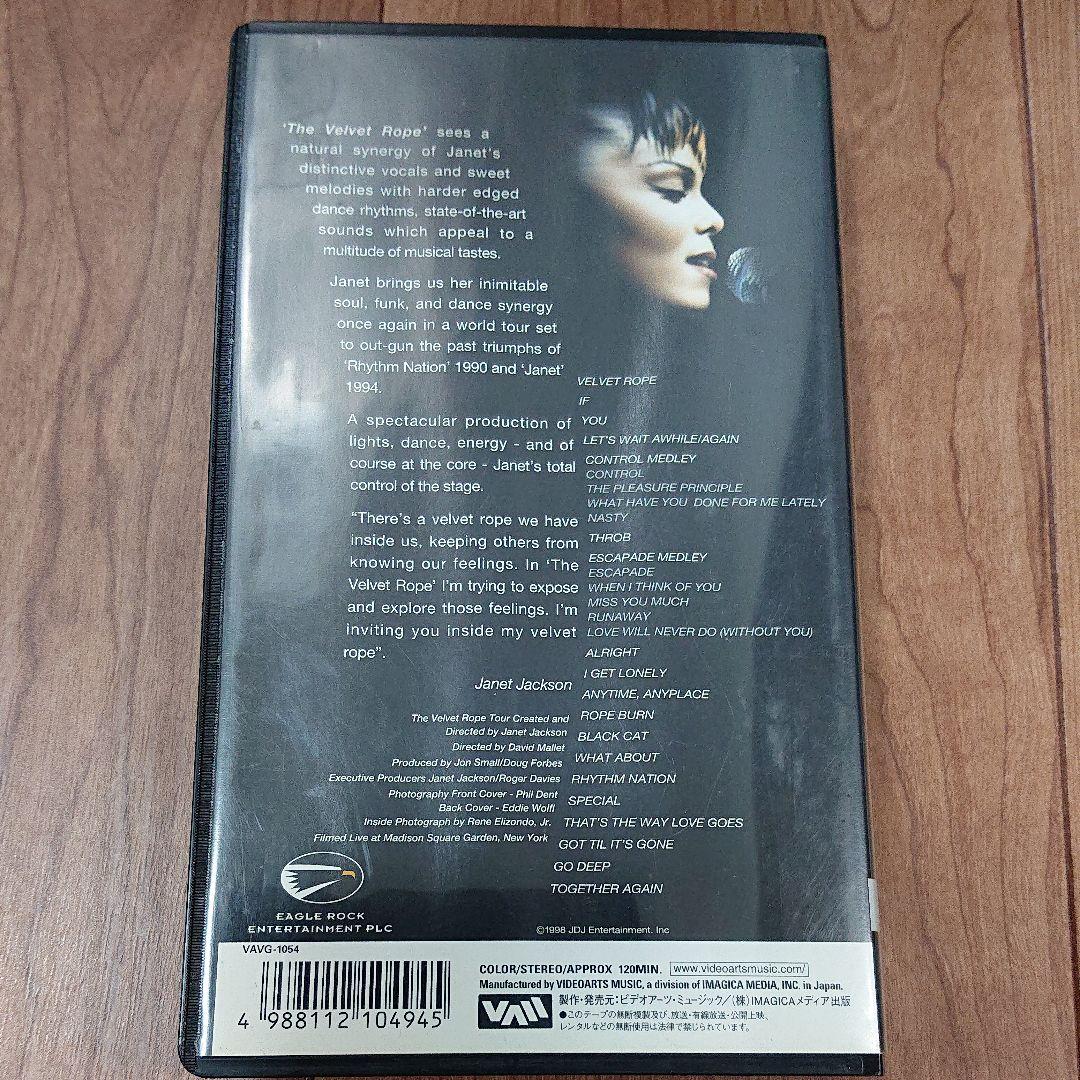 'The Velvet Rope' sees a
natural synergy of Janet's
distinctive vocals and sweet
melodies with harder edged
dance rhythms, state-of-the-art
sounds which appeal to a
multitude of musical tastes.
Janet brings us her inimitable
soul, funk, and dance synergy
once again in a world tour set
to out-gun the past triumphs of
'Rhythm Nation' 1990 and 'Janet'
1994.
A spectacular production of
lights, dance, energy - and of
course at the core - Janet's total
control of the stage.
"There's a velvet rope we have
inside us, keeping others from
knowing our feelings. In 'The
Velvet Rope' I'm trying to expose
and explore those feelings. I'm
inviting you inside my velvet
rope".
Janet Jackson
The Velvet Rope Tour Created and
Directed by Janet Jackson
Directed by David Mallet
Produced by Jon Small/Doug Forbes
Executive Producers Janet Jackson/Roger Davies
Photography Front Cover - Phil Dent
Back Cover - Eddie Wolfl
Inside Photograph by Rene Elizondo, Jr.
Filmed Live at Madison Square Garden, New York
VELVET ROPE
IF
YOU
LET'S WAIT AWHILE/AGAIN
CONTROL MEDLEY
CONTROL
THE PLEASURE PRINCIPLE
WHAT HAVE YOU DONE FOR ME LATELY
NASTY
THROB
ESCAPADE MEDLEY
ESCAPADE
WHEN I THINK OF YOU
MISS YOU MUCH
RUNAWAY
LOVE WILL NEVER DO (WITHOUT YOU)
ALRIGHT
I GET LONELY
ANYTIME, ANYPLACE
ROPE BURN
BLACK CAT
WHAT ABOUT
RHYTHM NATION
SPECIAL
THAT'S THE WAY LOVE GOES
GOT TIL IT'S GONE
GO DEEP
TOGETHER AGAIN
EAGLE ROCK
ENTERTAINMENT PLC
©1998 JDJ Entertainment. Inc
VAVG-1054
4 988112 104945
COLOR/STEREO/APPROX 120MIN. www.videoartsmusic.com/
Manufactured by VIDEOARTS MUSIC, a division of IMAGICA MEDIA, INC. in Japan.
VAM
製作・発売元:ビデオアーツ・ミュージック/(株)IMAGICAメディア出版
●このテープの無断複製及び、放送・有線放送・公開上映、
レンタルなどの無断使用は法律で禁じられています。